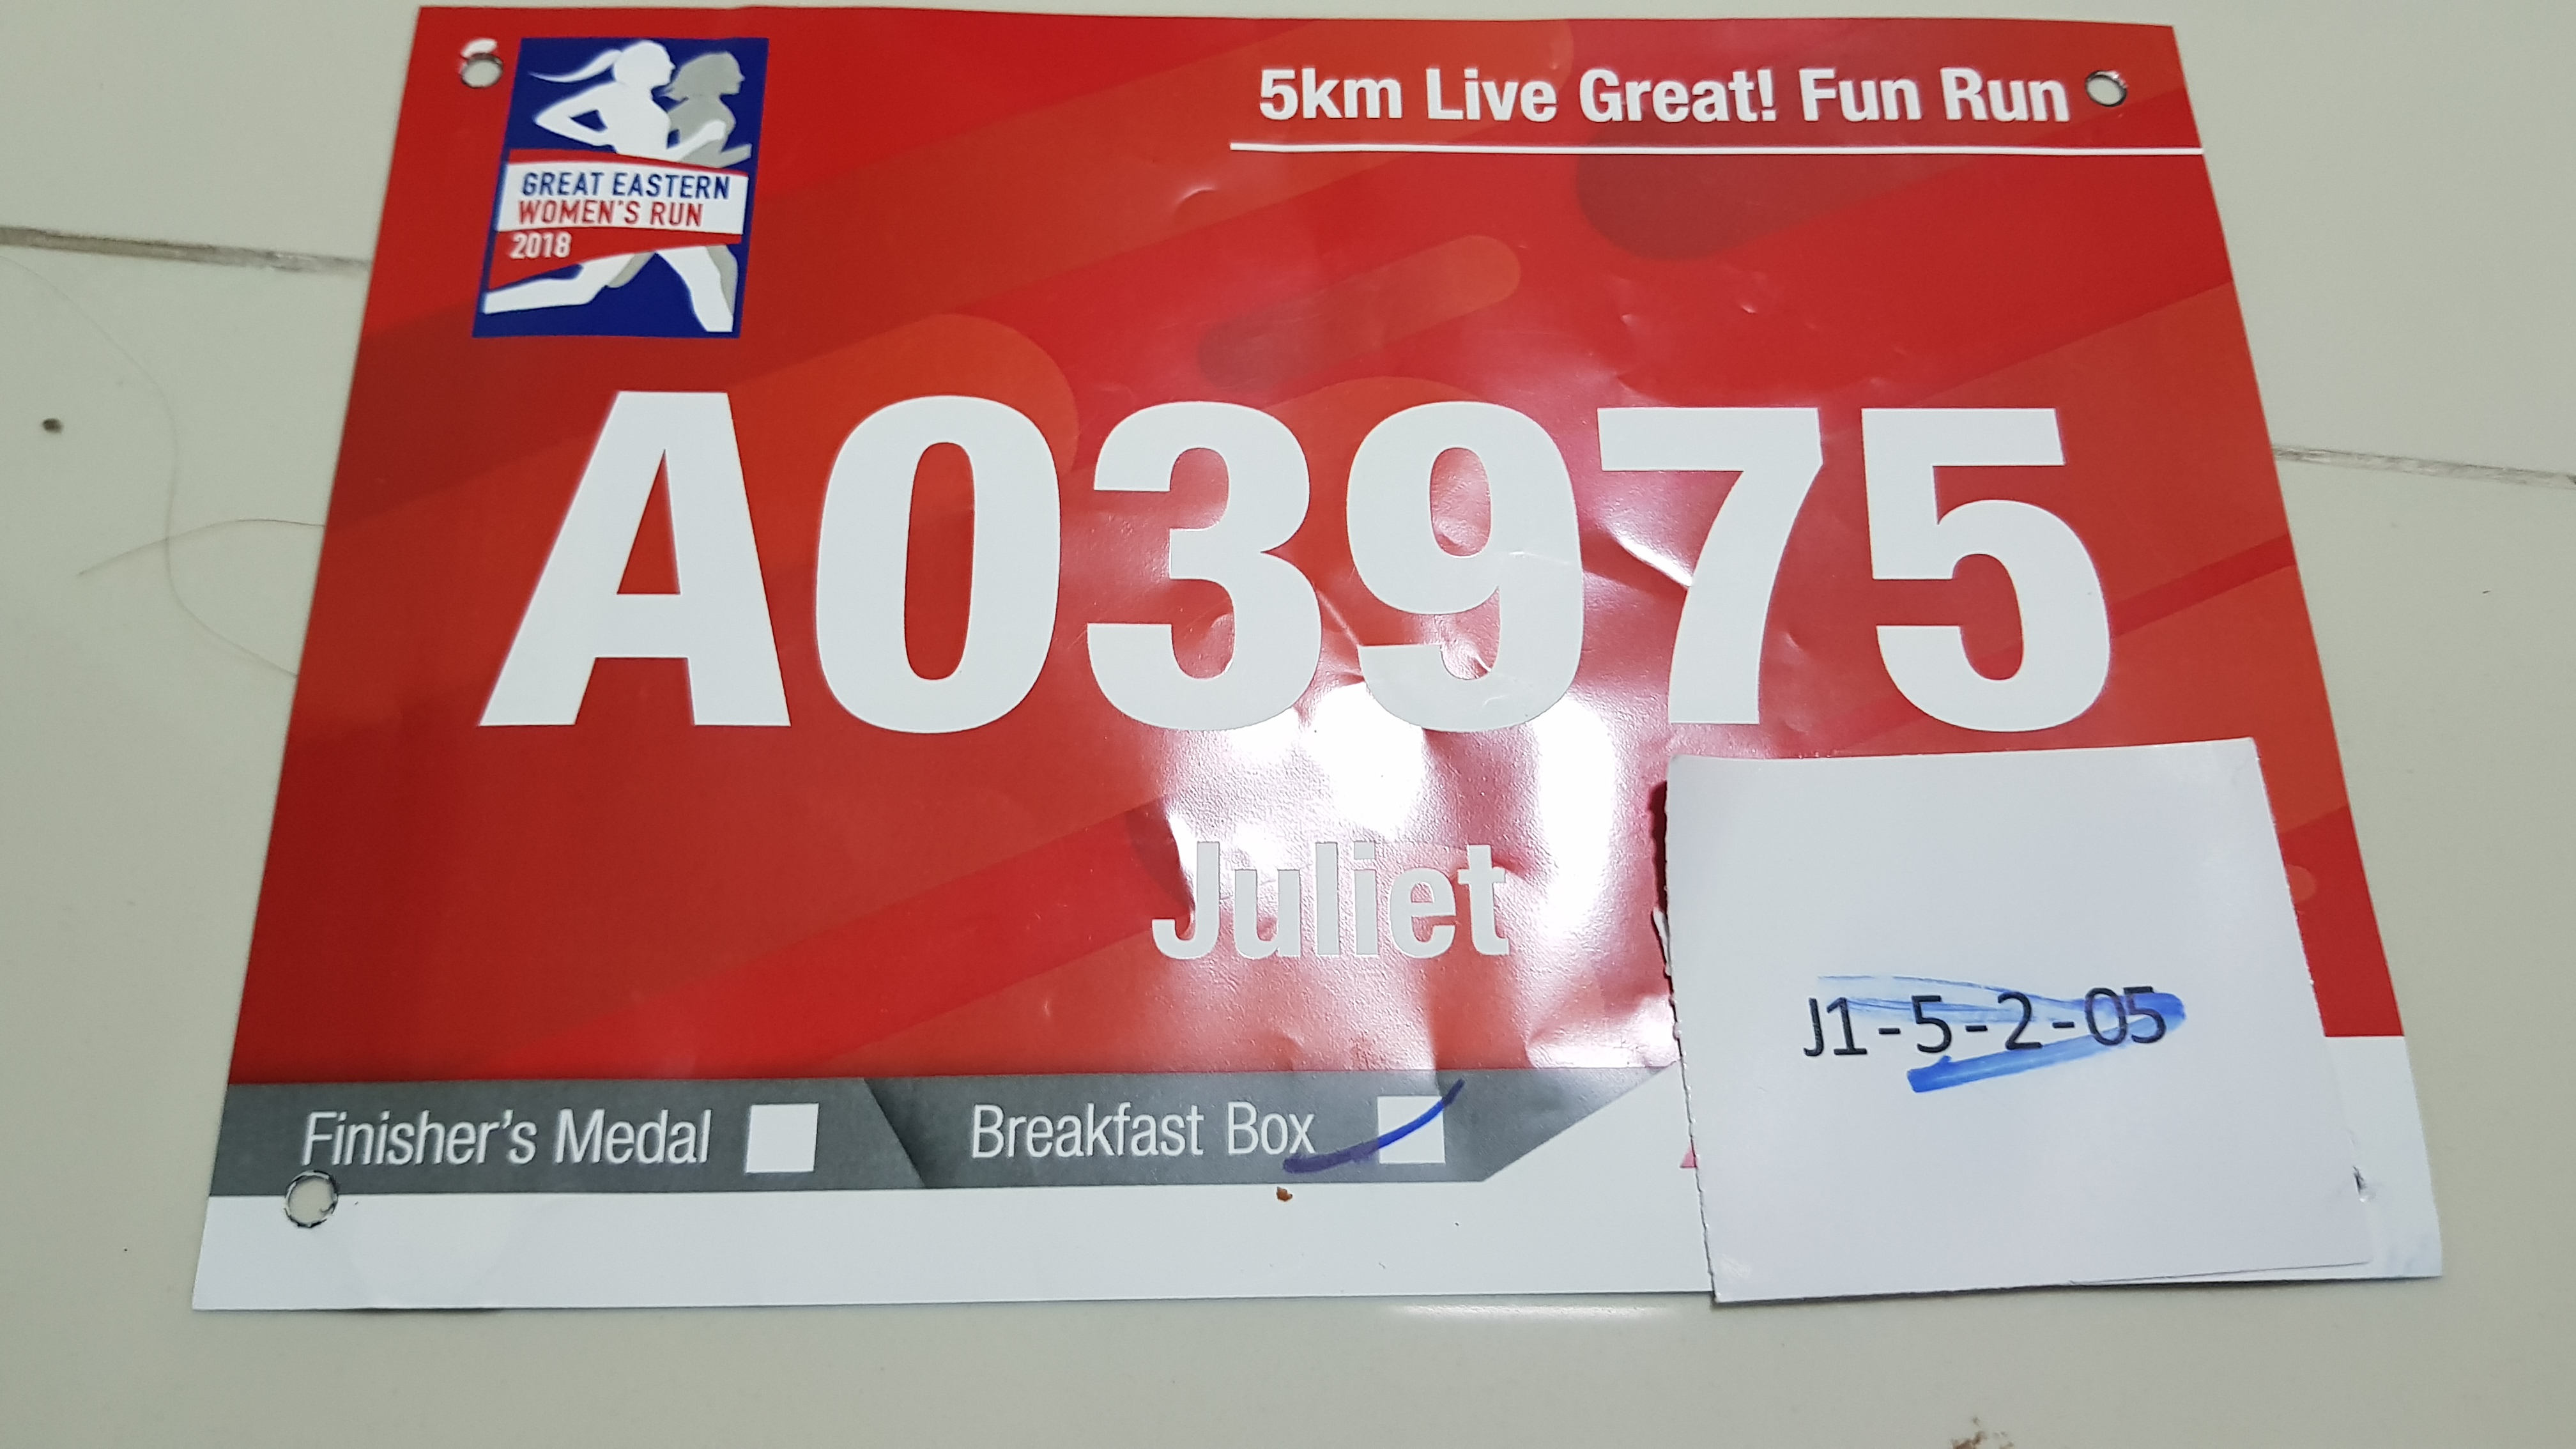 5km Live Great! Fun Run
GREAT EASTERN
WOMEN'S RUN
2018
A03975
Juliet
J1-5-2-05
Finisher's Medal
Breakfast Box